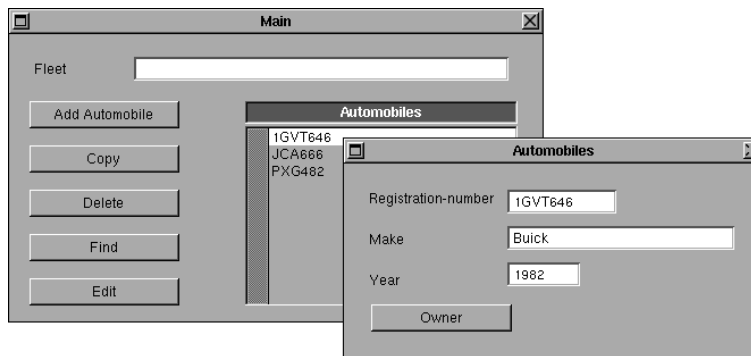 Main
Fleet
Add Automobile
Copy
Delete
Find
Edit
Automobiles
1GVT646
JCA666
PXG482
Automobiles
Registration-number 1GVT646
Make Buick
Year 1982
Owner